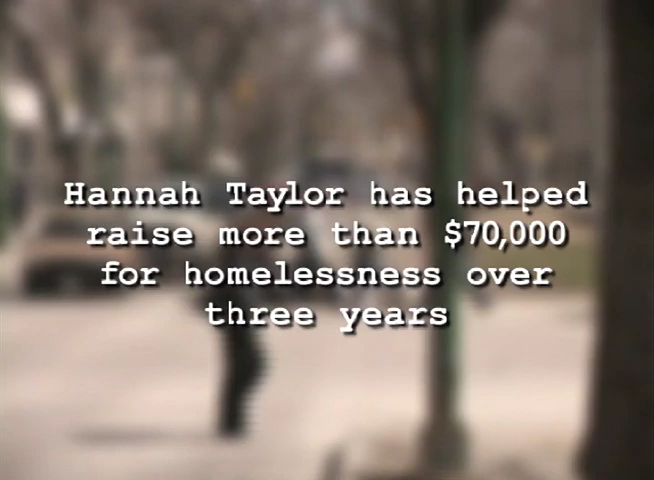 Hannah Taylor has helped
raise more than $70,000
for homelessness over
three years